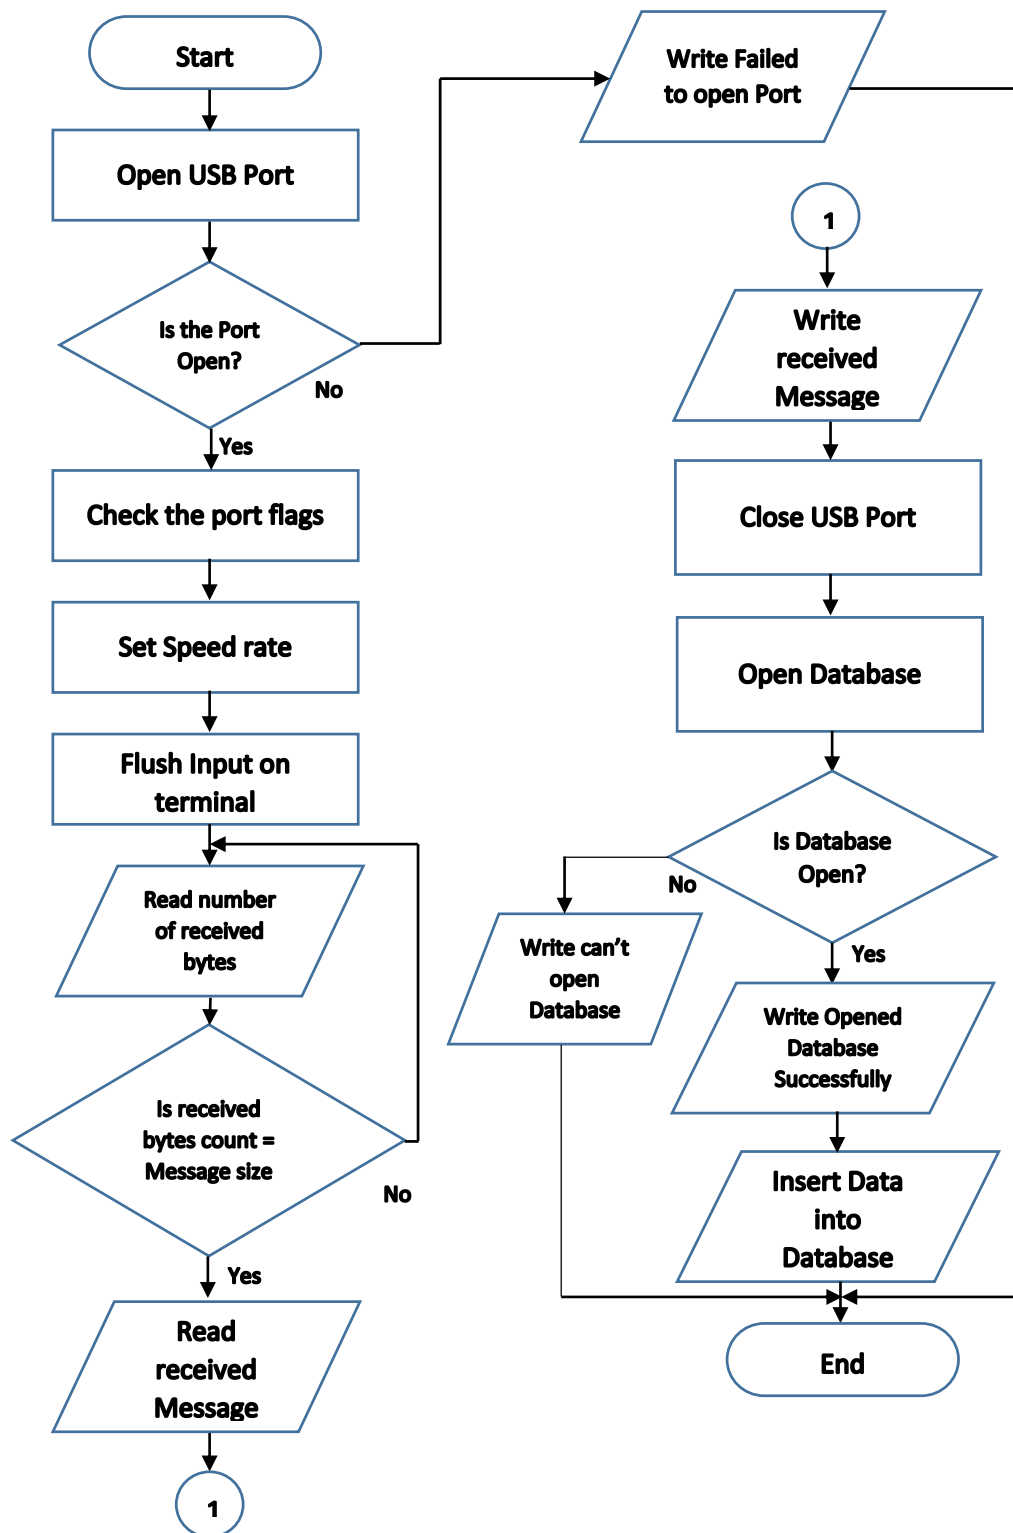 Start
Open USB Port
Is the Port
Open?
No
Yes
Check the port flags
Set Speed rate
Flush Input on
terminal
Read number
of received
bytes
Is received
bytes count =
Message size
No
Yes
Read
received
Message
1
Write Failed
to open Port
1
Write
received
Message
Close USB Port
Open Database
Is Database
Open?
No
Yes
Write can't
open
Database
Write Opened
Database
Successfully
Insert Data
into
Database
End